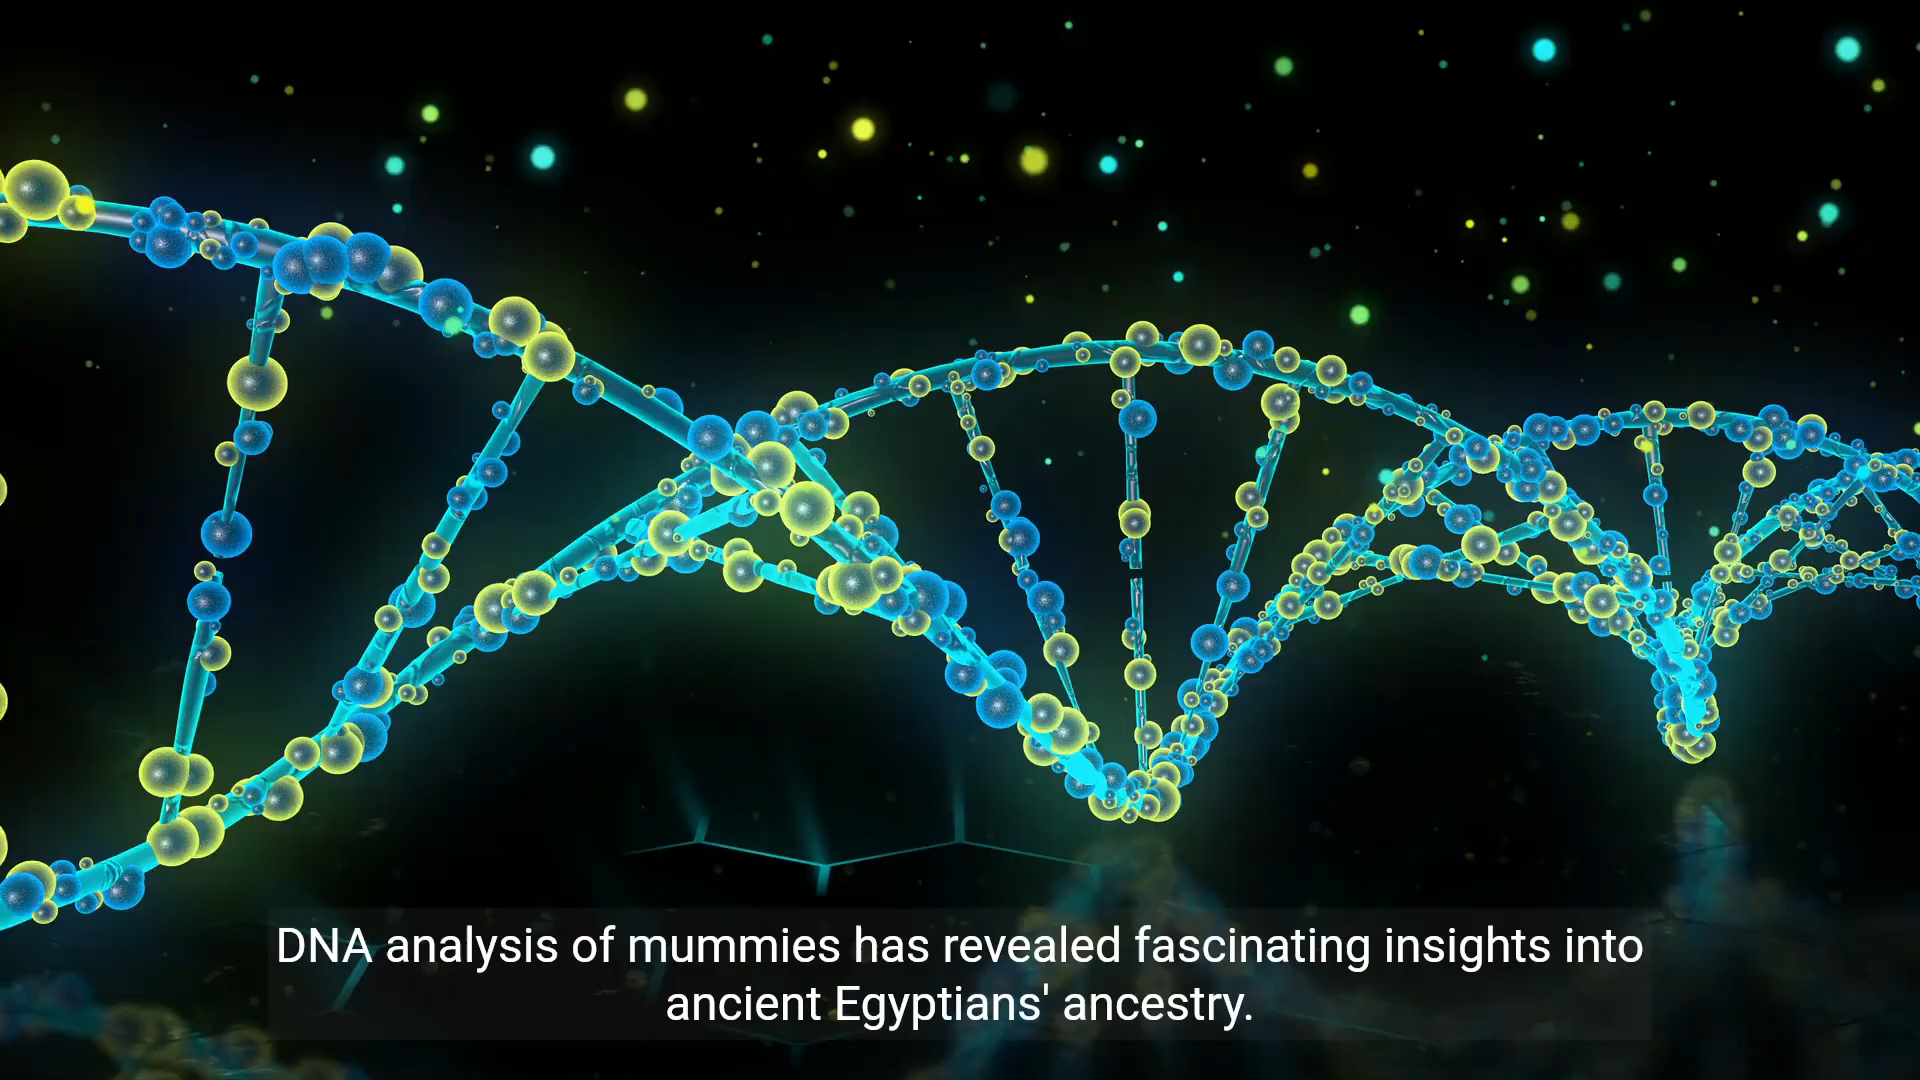 DNA analysis of mummies has revealed fascinating insights into
ancient Egyptians' ancestry.